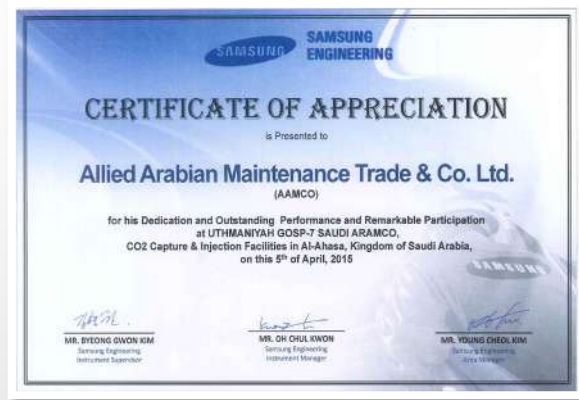 SAMSUNG
SAMSUNG
ENGINEERING
CERTIFICATE OF APPRECIATION
is Presented to
Allied Arabian Maintenance Trade & Co. Ltd.
(AAMCO)
for his Dedication and Outstanding Performance and Remarkable Participation
at UTHMANIYAH GOSP-7 SAUDI ARAMCO,
CO2 Capture & Injection Facilities in Al-Ahasa, Kingdom of Saudi Arabia,
on this 5th of April, 2015
SAMSUNG
MR. BYEONG GWON KIM
Samsung Engineering
Instrument Supervisor
MR. OH CHUL KWON
Samsung Engineering
Instrument Manager
MR. YOUNG CHEOL KIM
Samsung Engineering
Area Manager